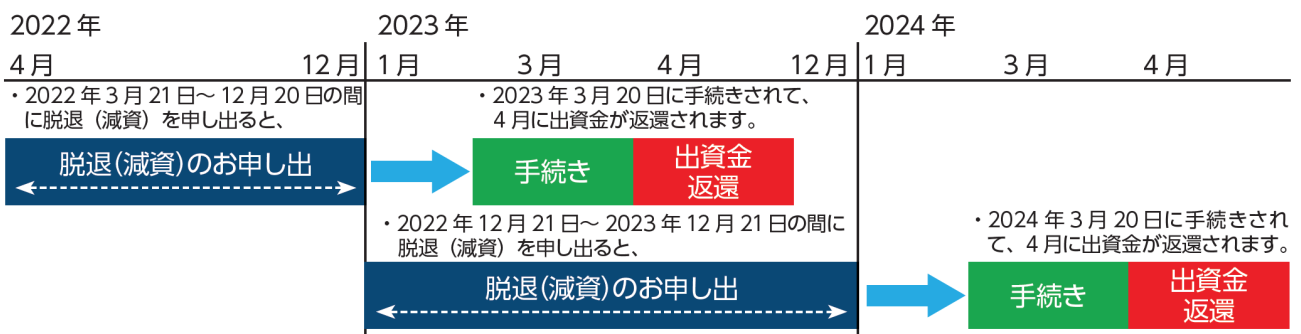 2022年 2023年 2024年
4月 12月 1月 3月 4月 12月 1月 3月 4月
・2022年3月21日〜12月20日の間
に脱退（減資）を申し出ると、
・2023年3月20日に手続きされて、
4月に出資金が返還されます。
脱退（減資）のお申し出
手続き
出資金
返還
・2022年12月21日〜2023年12月21日の間に
脱退（減資）を申し出ると、
・2024年3月20日に手続きされ
て、4月に出資金が返還されます。
脱退（減資）のお申し出
手続き
出資金
返還